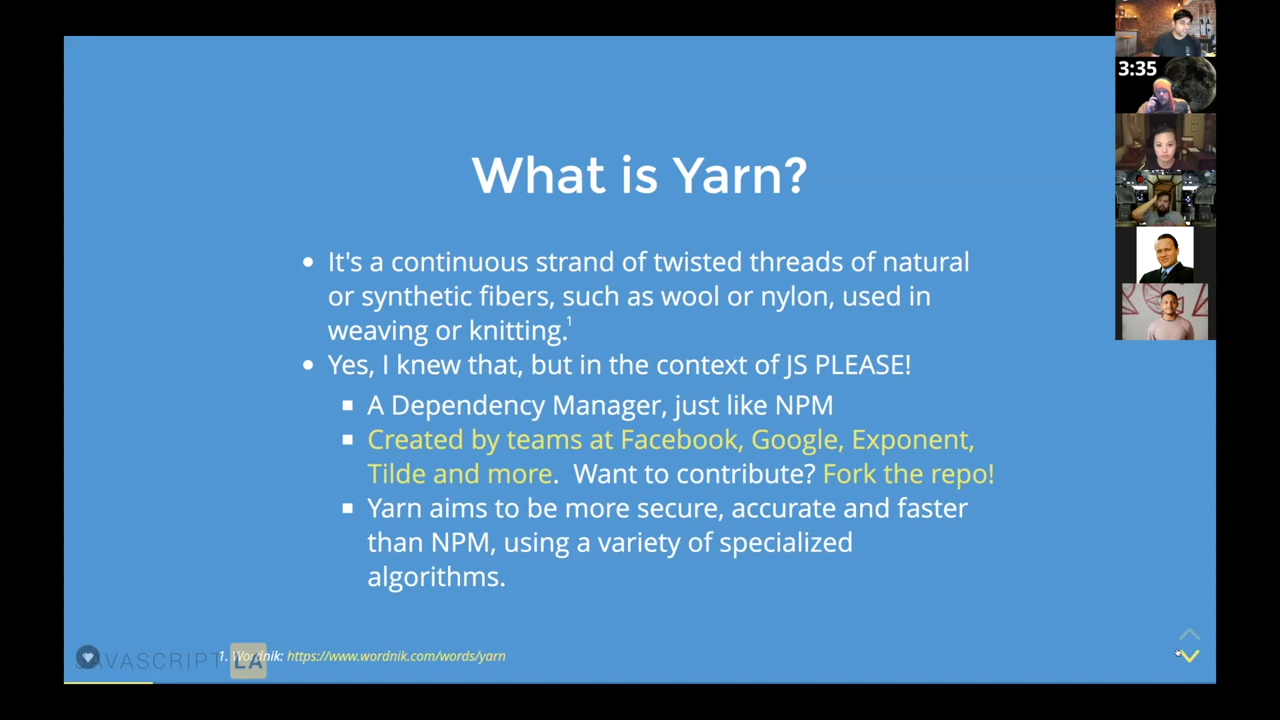 3:35
What is Yarn?
It's a continuous strand of twisted threads of natural
or synthetic fibers, such as wool or nylon, used in
weaving or knitting.1
Yes, I knew that, but in the context of JS PLEASE!
A Dependency Manager, just like NPM
Created by teams at Facebook, Google, Exponent,
Tilde and more. Want to contribute? Fork the repo!
Yarn aims to be more secure, accurate and faster
than NPM, using a variety of specialized
algorithms.
JAVASCRIPT LA
1. Wordnik: https://www.wordnik.com/words/yarn